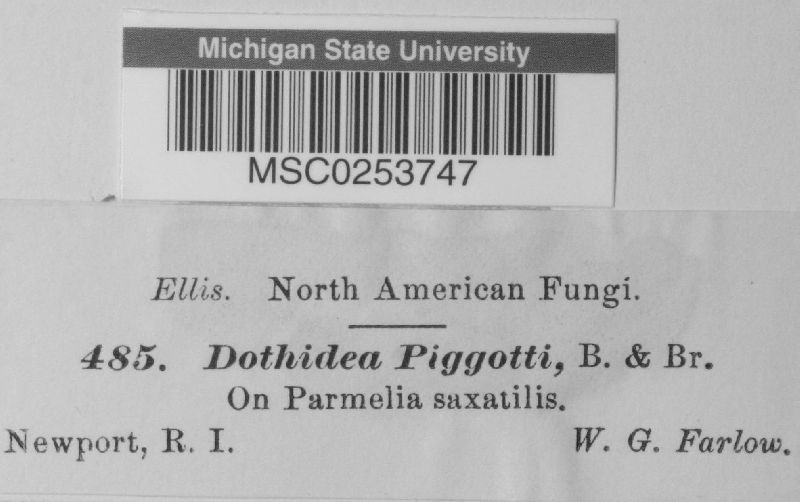 Michigan State University
MSC0253747
Ellis. North American Fungi.
485. Dothidea Piggotti, B. & Br.
On Parmelia saxatilis.
Newport, R. I. W. G. Farlow.